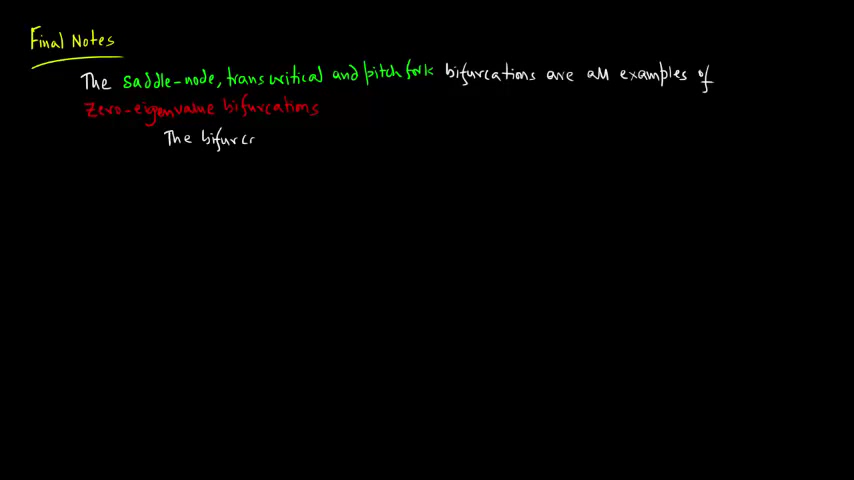 Final Notes
The saddle-node, transcritical and pitchfork bifurcations are all examples of
Zero-eigenvalue bifurcations
The bifurc